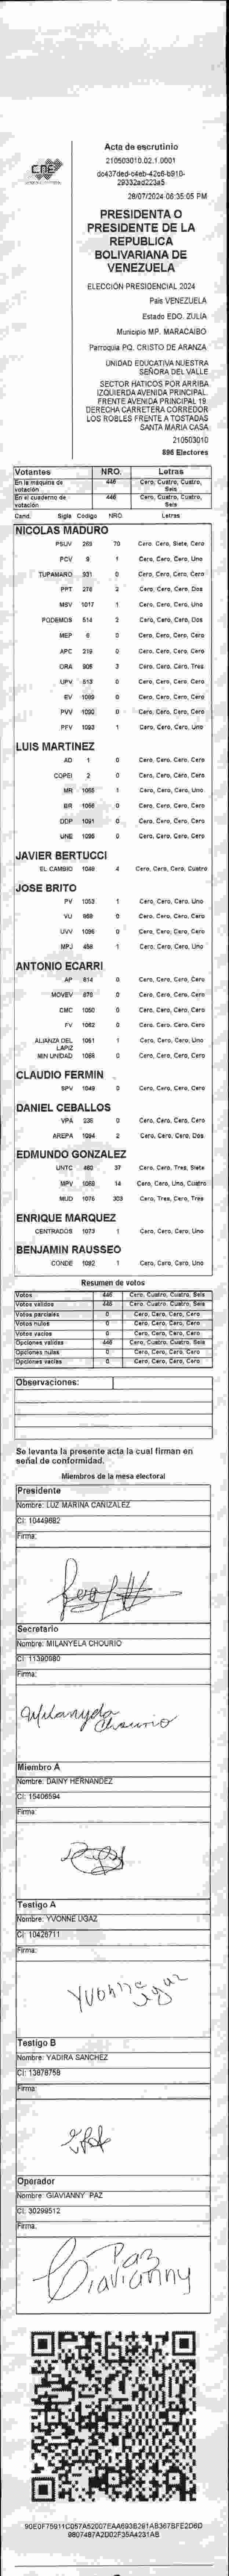 CNE
Acta de escrutinio
210503010.02.1.0001
dc437ded-c4eb-42c6-b910-
29332ad223a5
28/07/2024 06:35:05 PM
PRESIDENTA O
PRESIDENTE DE LA
REPUBLICA
BOLIVARIANA DE
VENEZUELA
ELECCIÓN PRESIDENCIAL 2024
País VENEZUELA
Estado EDO. ZULIA
Municipio MP. MARACAIBO
Parroquia PQ. CRISTO DE ARANZA
UNIDAD EDUCATIVA NUESTRA
SEÑORA DEL VALLE
SECTOR HATICOS POR ARRIBA
IZQUIERDA AVENIDA PRINCIPAL.
FRENTE AVENIDA PRINCIPAL 19.
DERECHA CARRETERA CORREDOR
LOS ROBLES FRENTE A TOSTADAS
SANTA MARIA CASA
210503010
896 Electores
Votantes NRO. Letras
En la máquina de votación 446 Cero, Cuatro, Cuatro, Seis
En el cuaderno de votación 446 Cero, Cuatro, Cuatro, Seis
Cand. Sigla Código NRO. Letras
NICOLAS MADURO
PSUV 263 70 Cero, Cero, Siete, Cero
PCV 9 1 Cero, Cero, Cero, Uno
TUPAMARO 931 0 Cero, Cero, Cero, Cero
PPT 276 2 Cero, Cero, Cero, Dos
MSV 1017 1 Cero, Cero, Cero, Uno
PODEMOS 514 2 Cero, Cero, Cero, Dos
MEP 6 0 Cero, Cero, Cero, Cero
APC 219 0 Cero, Cero, Cero, Cero
ORA 905 3 Cero, Cero, Cero, Tres
UPV 513 0 Cero, Cero, Cero, Cero
EV 1069 0 Cero, Cero, Cero, Cero
PVV 1090 0 Cero, Cero, Cero, Cero
PFV 1093 1 Cero, Cero, Cero, Uno
LUIS MARTINEZ
AD 1 0 Cero, Cero, Cero, Cero
COPEI 2 0 Cero, Cero, Cero, Cero
MR 1065 1 Cero, Cero, Cero, Uno
BR 1066 0 Cero, Cero, Cero, Cero
DDP 1091 0 Cero, Cero, Cero, Cero
UNE 1096 0 Cero, Cero, Cero, Cero
JAVIER BERTUCCI
EL CAMBIO 1048 4 Cero, Cero, Cero, Cuatro
JOSE BRITO
PV 1053 1 Cero, Cero, Cero, Uno
VU 969 0 Cero, Cero, Cero, Cero
UVV 1095 0 Cero, Cero, Cero, Cero
MPJ 458 1 Cero, Cero, Cero, Uno
ANTONIO ECARRI
AP 814 0 Cero, Cero, Cero, Cero
MOVEV 878 0 Cero, Cero, Cero, Cero
CMC 1050 0 Cero, Cero, Cero, Cero
FV 1062 0 Cero, Cero, Cero, Cero
ALIANZA DEL LAPIZ 1061 1 Cero, Cero, Cero, Uno
MIN UNIDAD 1068 0 Cero, Cero, Cero, Cero
CLAUDIO FERMIN
SPV 1049 0 Cero, Cero, Cero, Cero
DANIEL CEBALLOS
VPA 235 0 Cero, Cero, Cero, Cero
AREPA 1094 2 Cero, Cero, Cero, Dos
EDMUNDO GONZALEZ
UNTC 460 37 Cero, Cero, Tres, Siete
MPV 1068 14 Cero, Cero, Uno, Cuatro
MUD 1076 303 Cero, Tres, Cero, Tres
ENRIQUE MARQUEZ
CENTRADOS 1073 1 Cero, Cero, Cero, Uno
BENJAMIN RAUSSEO
CONDE 1092 1 Cero, Cero, Cero, Uno
Resumen de votos
Votos 446 Cero, Cuatro, Cuatro, Seis
Votos válidos 446 Cero, Cuatro, Cuatro, Seis
Votos parciales 0 Cero, Cero, Cero, Cero
Votos nulos 0 Cero, Cero, Cero, Cero
Votos vacíos 0 Cero, Cero, Cero, Cero
Opciones válidas 446 Cero, Cuatro, Cuatro, Seis
Opciones nulas 0 Cero, Cero, Cero, Cero
Opciones vacías 0 Cero, Cero, Cero, Cero
Observaciones:
Se levanta la presente acta la cual firman en
señal de conformidad.
Miembros de la mesa electoral
Presidente
Nombre: LUZ MARINA CAÑIZALEZ
CI: 10449682
Firma:
Secretario
Nombre: MILANYELA CHOURIO
CI: 11390980
Firma:
Milanyela
Chourio
Miembro A
Nombre: DAINY HERNANDEZ
CI: 15406594
Firma:
Testigo A
Nombre: YVONNE UGAZ
CI: 10426711
Firma:
Yvonne
Ugaz
Testigo B
Nombre: YADIRA SANCHEZ
CI: 13878758
Firma:
Operador
Nombre: GIAVIANNY PAZ
CI: 30299512
Firma:
Paz
Giavianny